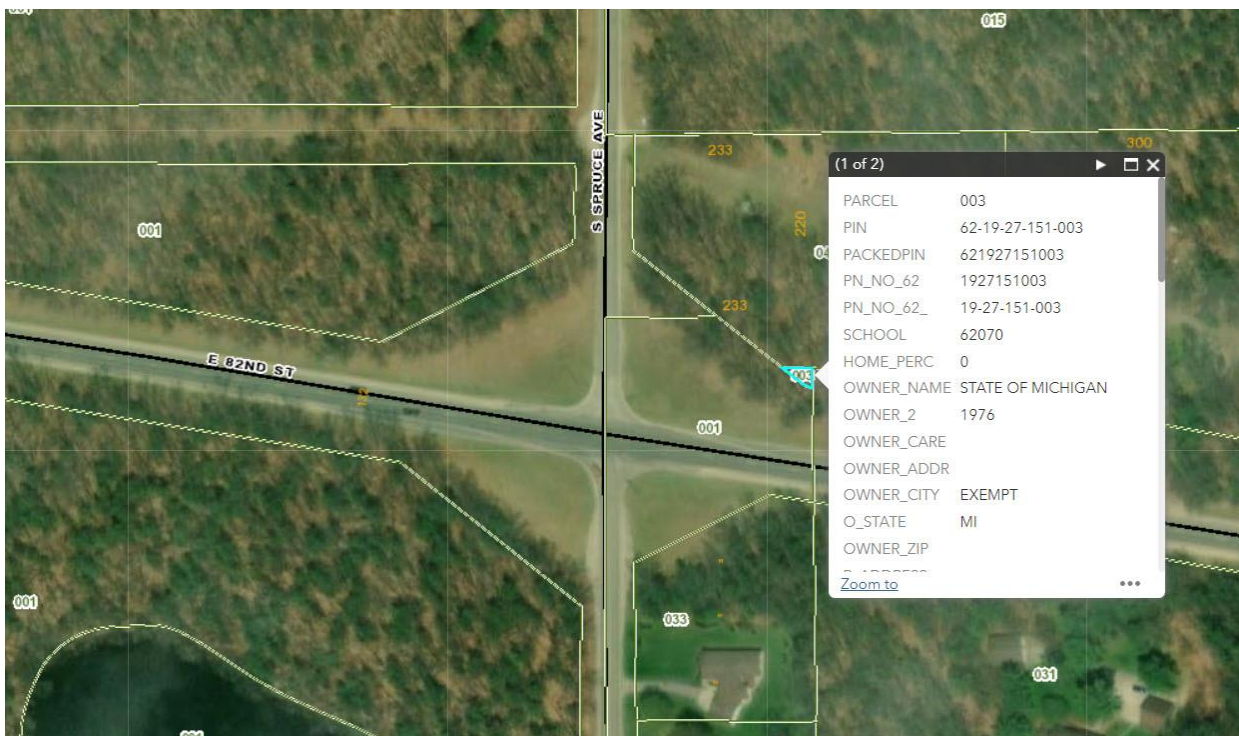 015
S SPRUCE AVE
233
300
001
220
233
E 82ND ST
003
001
033
001
031
(1 of 2)
PARCEL 003
PIN 62-19-27-151-003
PACKEDPIN 621927151003
PN_NO_62 1927151003
PN_NO_62_ 19-27-151-003
SCHOOL 62070
HOME_PERC 0
OWNER_NAME STATE OF MICHIGAN
OWNER_2 1976
OWNER_CARE
OWNER_ADDR
OWNER_CITY EXEMPT
O_STATE MI
OWNER_ZIP
Zoom to